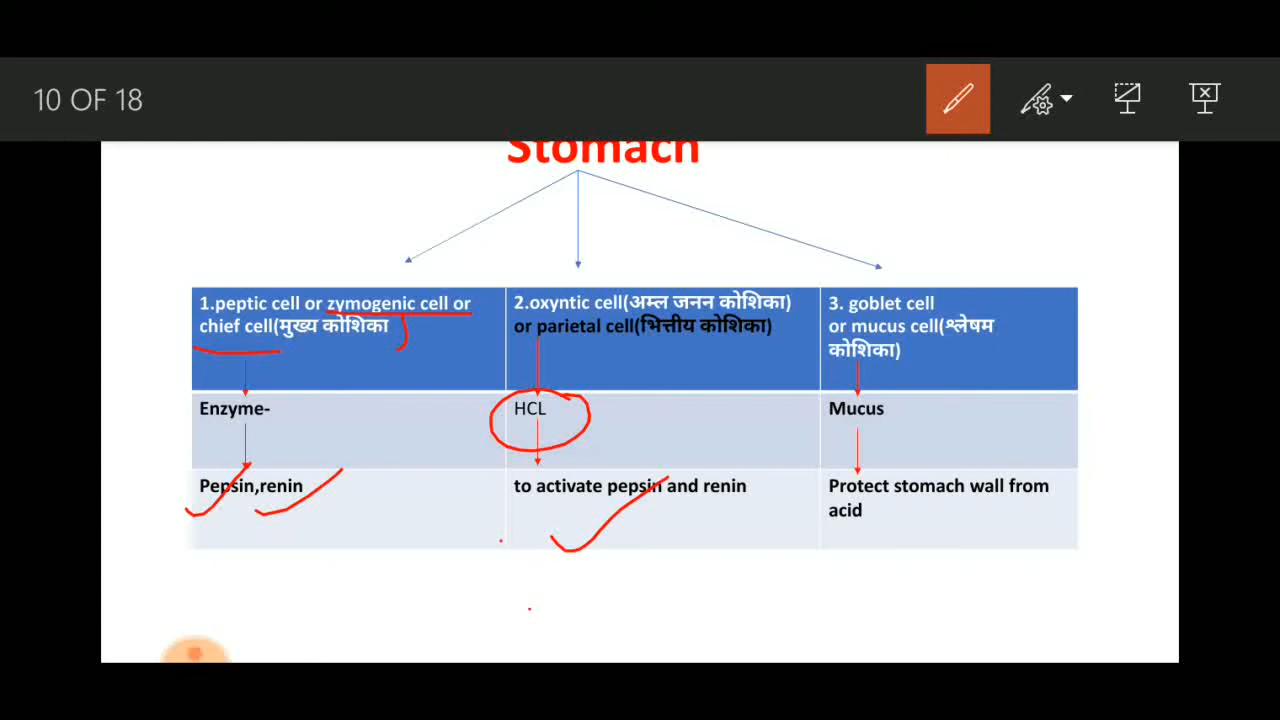 10 OF 18
Stomach
1.peptic cell or zymogenic cell or
chief cell(मुख्य कोशिका
2.oxyntic cell(अम्ल जनन कोशिका)
or parietal cell(भित्तीय कोशिका)
3. goblet cell
or mucus cell(श्लेषम
कोशिका)
Enzyme-
HCL
Mucus
Pepsin,renin
to activate pepsin and renin
Protect stomach wall from
acid